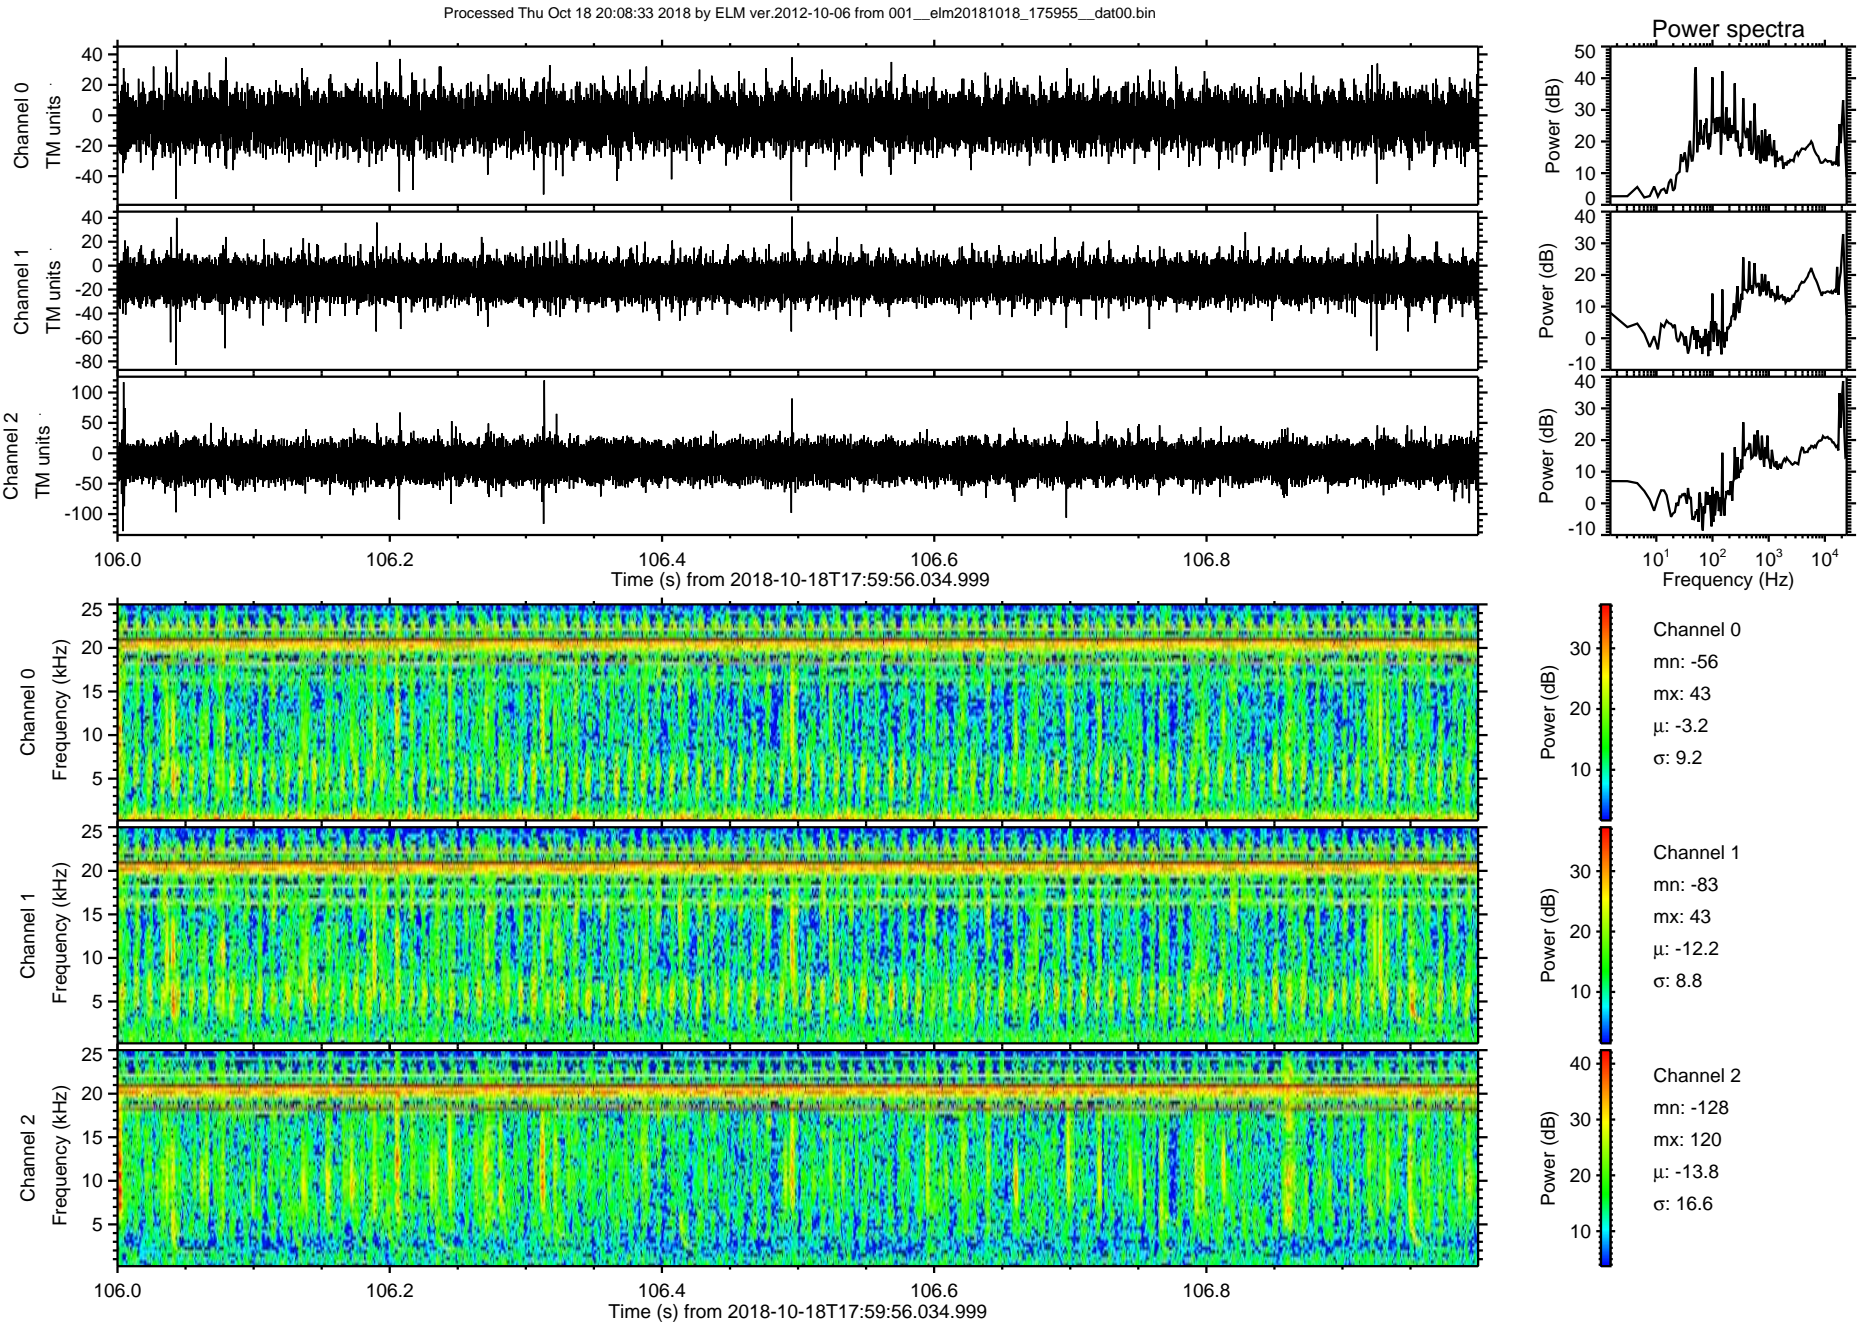 Processed Thu Oct 18 20:08:33 2018 by ELM ver.2012-10-06 from 001__elm20181018_175955__dat00.bin
Power spectra
Channel 0
TM units
40
20
0
-20
-40
Power (dB)
50
40
30
20
10
0
Channel 1
TM units
40
20
0
-20
-40
-60
-80
Power (dB)
40
30
20
10
0
-10
Channel 2
TM units
100
50
0
-50
-100
Power (dB)
40
30
20
10
0
-10
106.0 106.2 106.4 106.6 106.8
Time (s) from 2018-10-18T17:59:56.034.999
10^1 10^2 10^3 10^4
Frequency (Hz)
Channel 0
Frequency (kHz)
25
20
15
10
5
Power (dB)
30
20
10
Channel 0
mn: -56
mx: 43
μ: -3.2
σ: 9.2
Channel 1
Frequency (kHz)
25
20
15
10
5
Power (dB)
30
20
10
Channel 1
mn: -83
mx: 43
μ: -12.2
σ: 8.8
Channel 2
Frequency (kHz)
25
20
15
10
5
Power (dB)
40
30
20
10
Channel 2
mn: -128
mx: 120
μ: -13.8
σ: 16.6
106.0 106.2 106.4 106.6 106.8
Time (s) from 2018-10-18T17:59:56.034.999